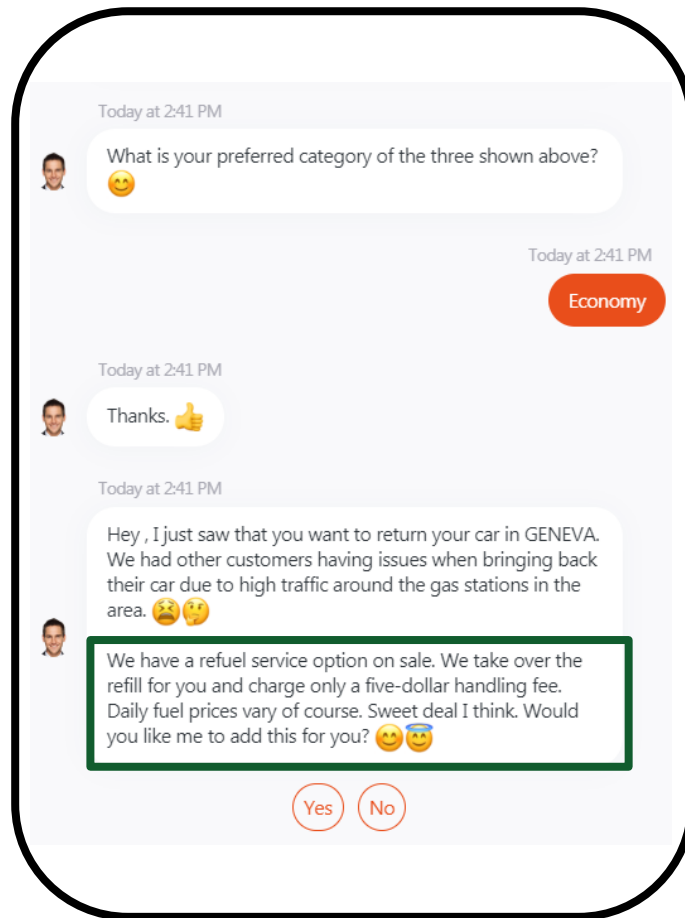 Today at 2:41 PM
What is your preferred category of the three shown above?
😊
Today at 2:41 PM
Economy
Today at 2:41 PM
Thanks. 👍
Today at 2:41 PM
Hey , I just saw that you want to return your car in GENEVA.
We had other customers having issues when bringing back
their car due to high traffic around the gas stations in the
area. 😫🤔
We have a refuel service option on sale. We take over the
refill for you and charge only a five-dollar handling fee.
Daily fuel prices vary of course. Sweet deal I think. Would
you like me to add this for you? 😊😇
Yes No